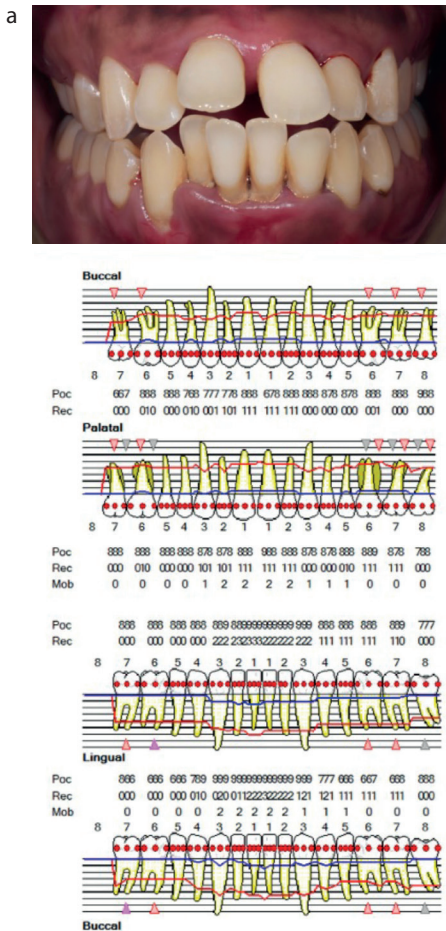 a
Buccal
8 7 6 5 4 3 2 1 1 2 3 4 5 6 7 8
Poc 667 888 888 768 777 778 888 678 888 888 878 878 888 888 888 968
Rec 000 010 000 010 001 101 111 111 111 000 000 000 001 000 000
Palatal
8 7 6 5 4 3 2 1 1 2 3 4 5 6 7 8
Poc 888 888 888 888 878 878 888 968 888 878 878 888 889 878 788
Rec 000 010 000 000 101 101 111 111 111 000 000 010 111 111 000
Mob 0 0 0 0 1 2 2 2 2 1 1 1 0 0 0
Poc 888 888 888 888 889 889 999 999 999 999 888 888 888 889 777
Rec 000 000 000 000 222 232 332 222 222 222 111 111 111 110 000
8 7 6 5 4 3 2 1 1 2 3 4 5 6 7 8
Lingual
Poc 866 666 666 789 999 999 999 999 999 999 777 666 667 668 888
Rec 000 000 000 010 020 011 223 232 222 121 121 111 111 111 000
Mob 0 0 0 0 2 2 2 2 2 1 1 1 0 0 0
8 7 6 5 4 3 2 1 1 2 3 4 5 6 7 8
Buccal